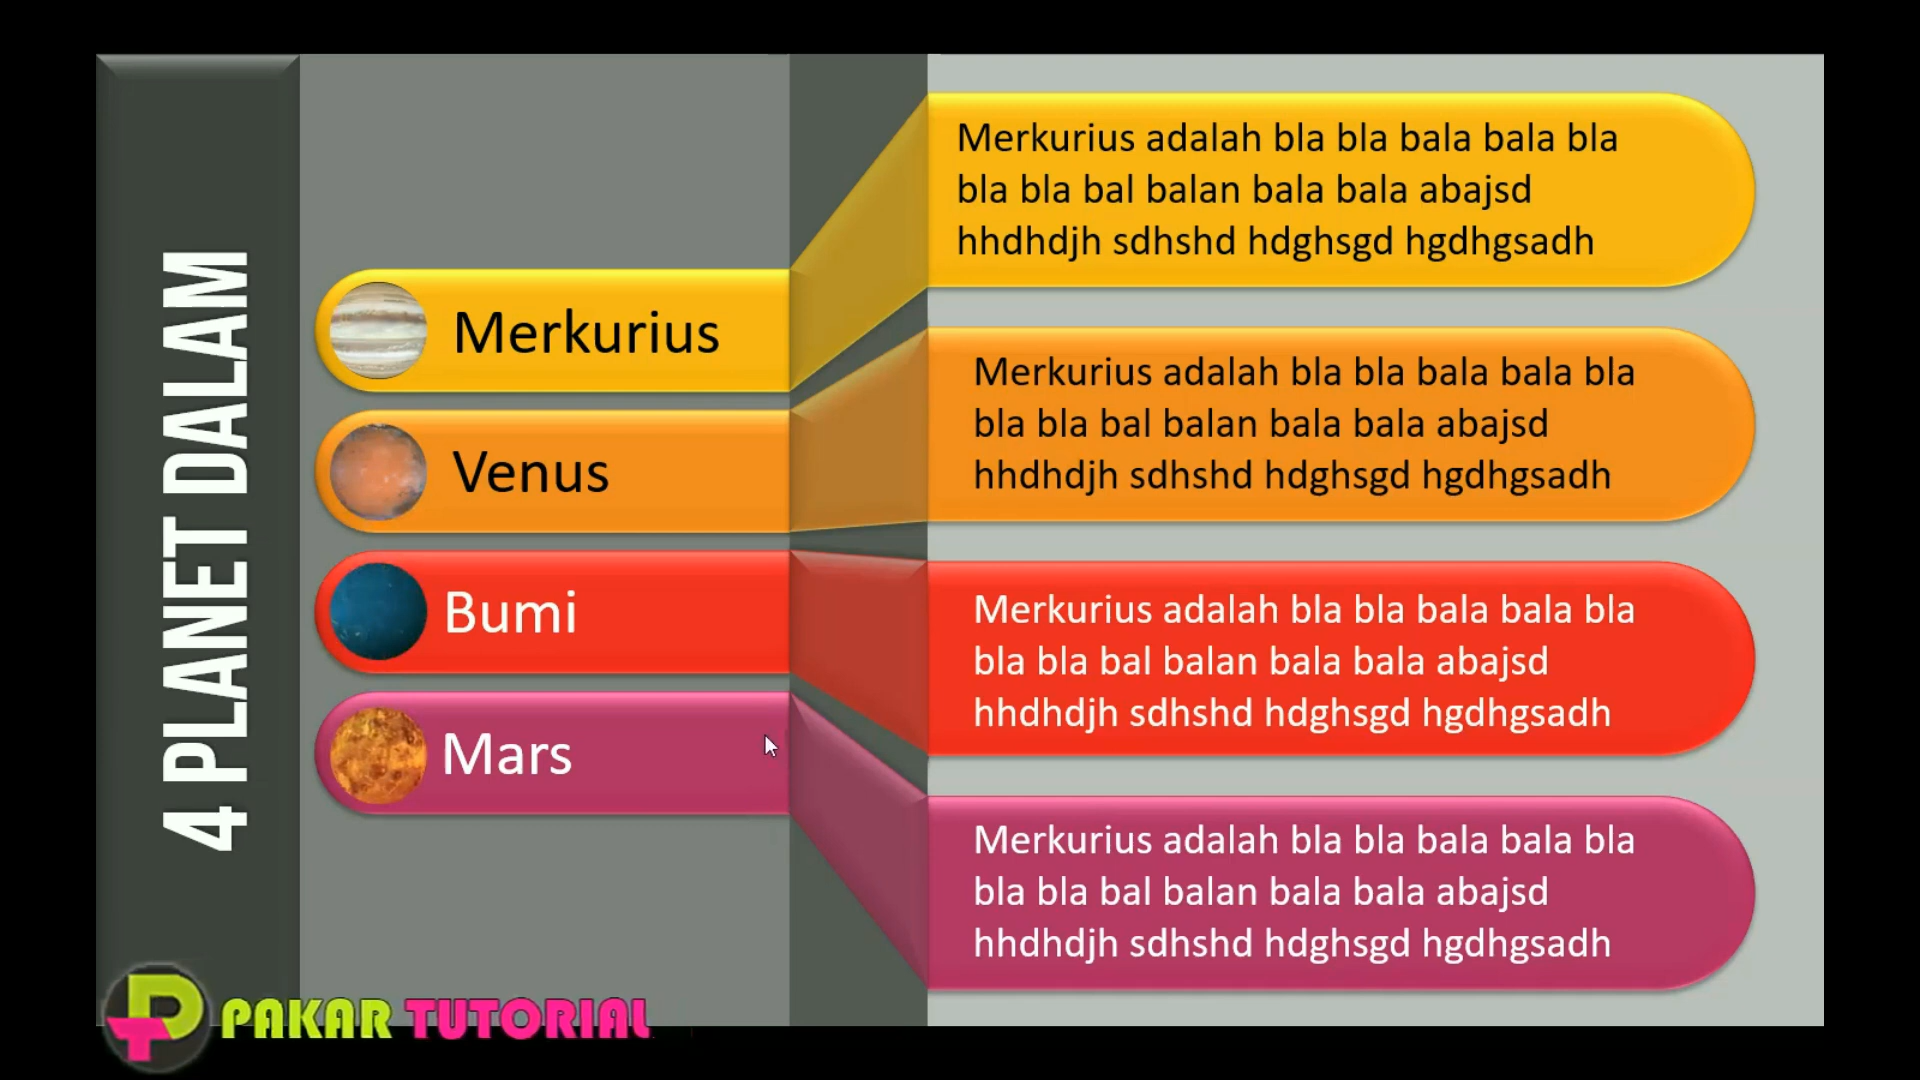 4 PLANET DALAM
Merkurius
Venus
Bumi
Mars
Merkurius adalah bla bla bala bala bla
bla bla bal balan bala bala abajsd
hhdhdjh sdhshd hdghsgd hgdhgsadh
Merkurius adalah bla bla bala bala bla
bla bla bal balan bala bala abajsd
hhdhdjh sdhshd hdghsgd hgdhgsadh
Merkurius adalah bla bla bala bala bla
bla bla bal balan bala bala abajsd
hhdhdjh sdhshd hdghsgd hgdhgsadh
Merkurius adalah bla bla bala bala bla
bla bla bal balan bala bala abajsd
hhdhdjh sdhshd hdghsgd hgdhgsadh
PAKAR TUTORIAL